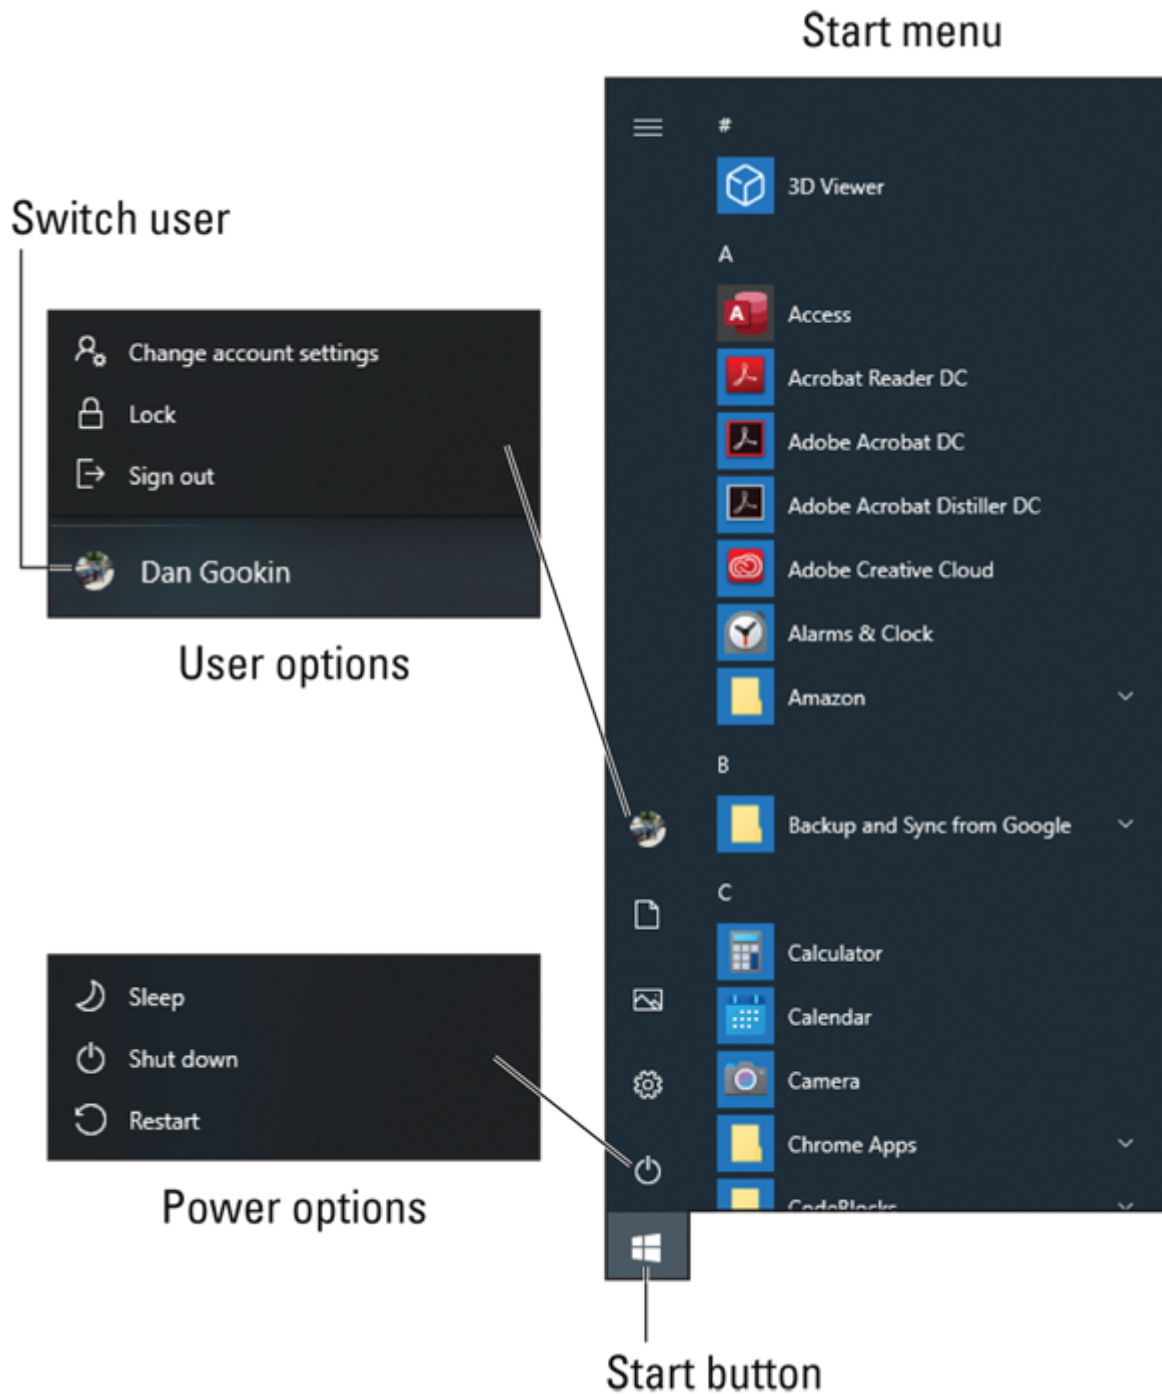 Start menu
#
3D Viewer
Switch user
A
Access
Change account settings
Acrobat Reader DC
Lock
Adobe Acrobat DC
Sign out
Adobe Acrobat Distiller DC
Dan Gookin
Adobe Creative Cloud
Alarms & Clock
User options
Amazon
B
Backup and Sync from Google
C
Calculator
Sleep
Calendar
Shut down
Camera
Restart
Chrome Apps
Power options
CodeBlocks
Start button